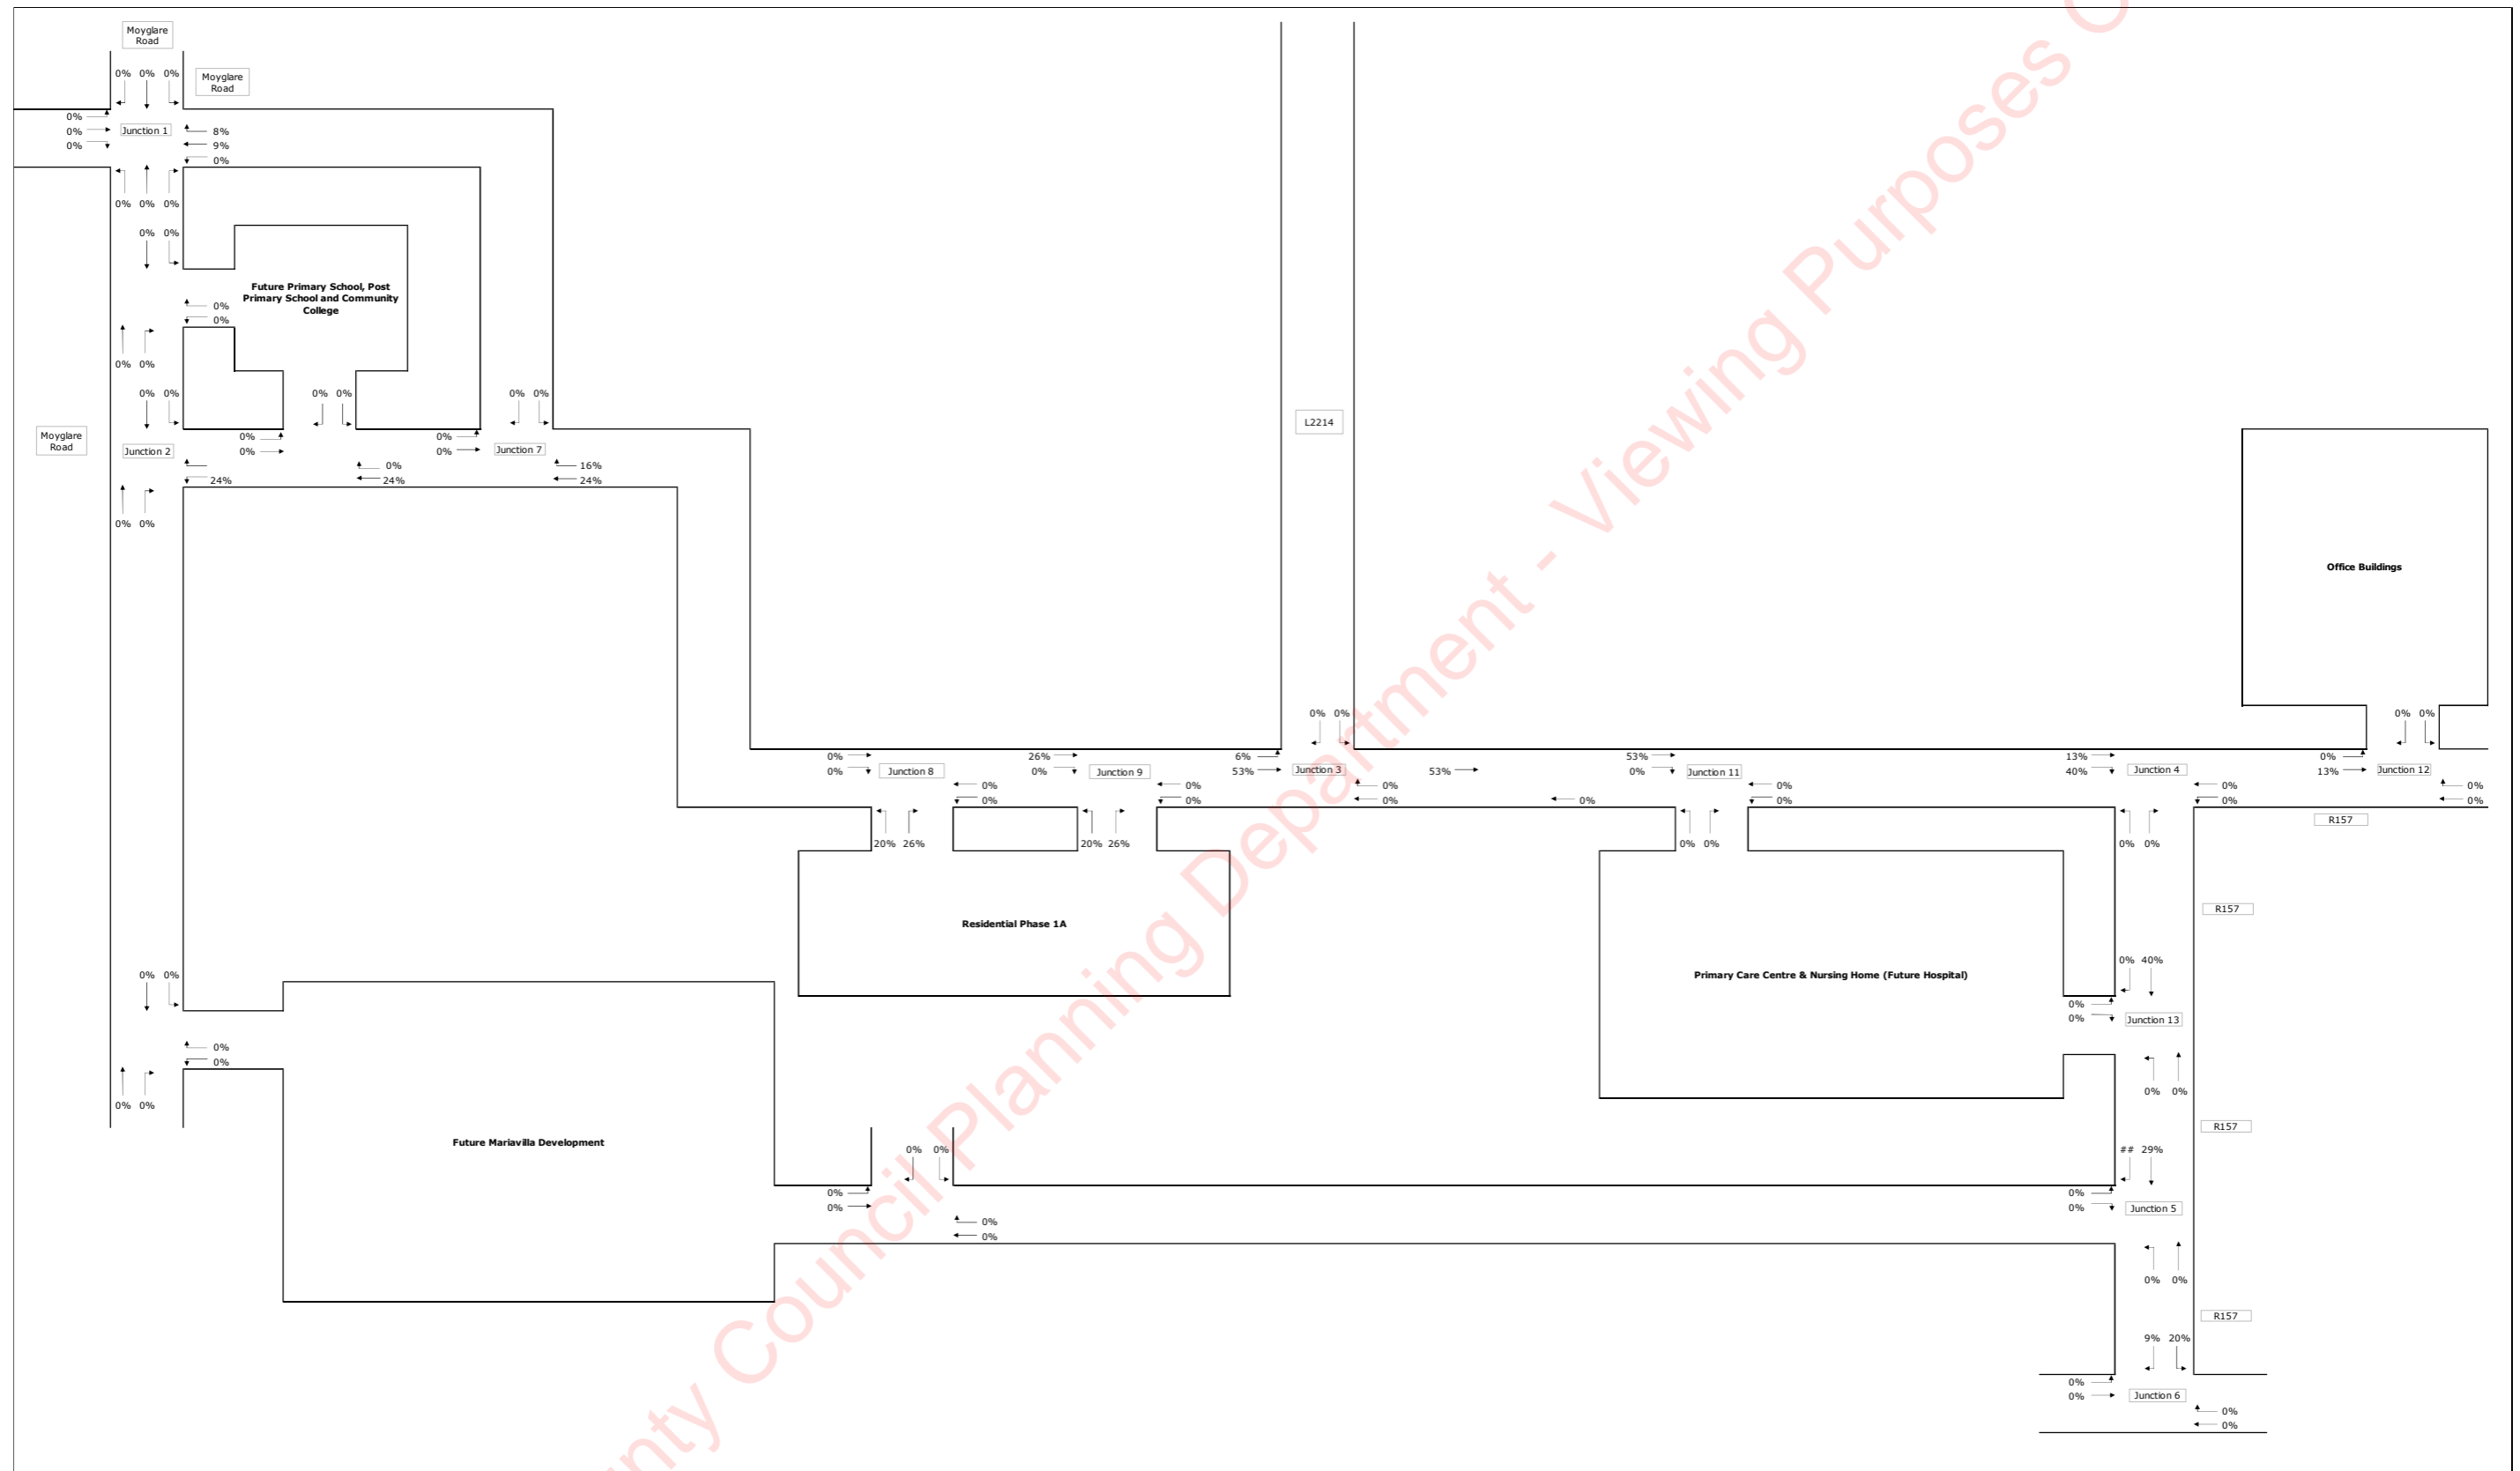 Moyglare
Road
Moyglare
Road
0% 0% 0%
0%
0%
0%
Junction 1
8%
9%
0%
0% 0% 0%
0% 0%
Future Primary School, Post
Primary School and Community
College
0%
0%
0% 0%
0% 0%
0% 0%
0% 0%
Moyglare
Road
Junction 2
0%
0%
0%
0%
Junction 7
24%
0%
24%
16%
24%
0% 0%
L2214
Office Buildings
0% 0%
0% 0%
0%
0%
Junction 8
26%
0%
Junction 9
6%
53%
Junction 3
53%
53%
0%
Junction 11
13%
40%
Junction 4
0%
13%
Junction 12
0%
0%
0%
0%
0%
0%
0%
0%
0%
0%
0%
0%
0%
R157
20% 26%
20% 26%
0% 0%
0% 0%
R157
Residential Phase 1A
Primary Care Centre & Nursing Home (Future Hospital)
0% 0%
0% 40%
0%
0%
Junction 13
0%
0%
0% 0%
0% 0%
R157
Future Mariavilla Development
0% 0%
## 29%
0%
0%
0%
0%
Junction 5
0%
0%
0% 0%
R157
9% 20%
0%
0%
Junction 6
0%
0%
unty Council Planning Department - Viewing Purposes O